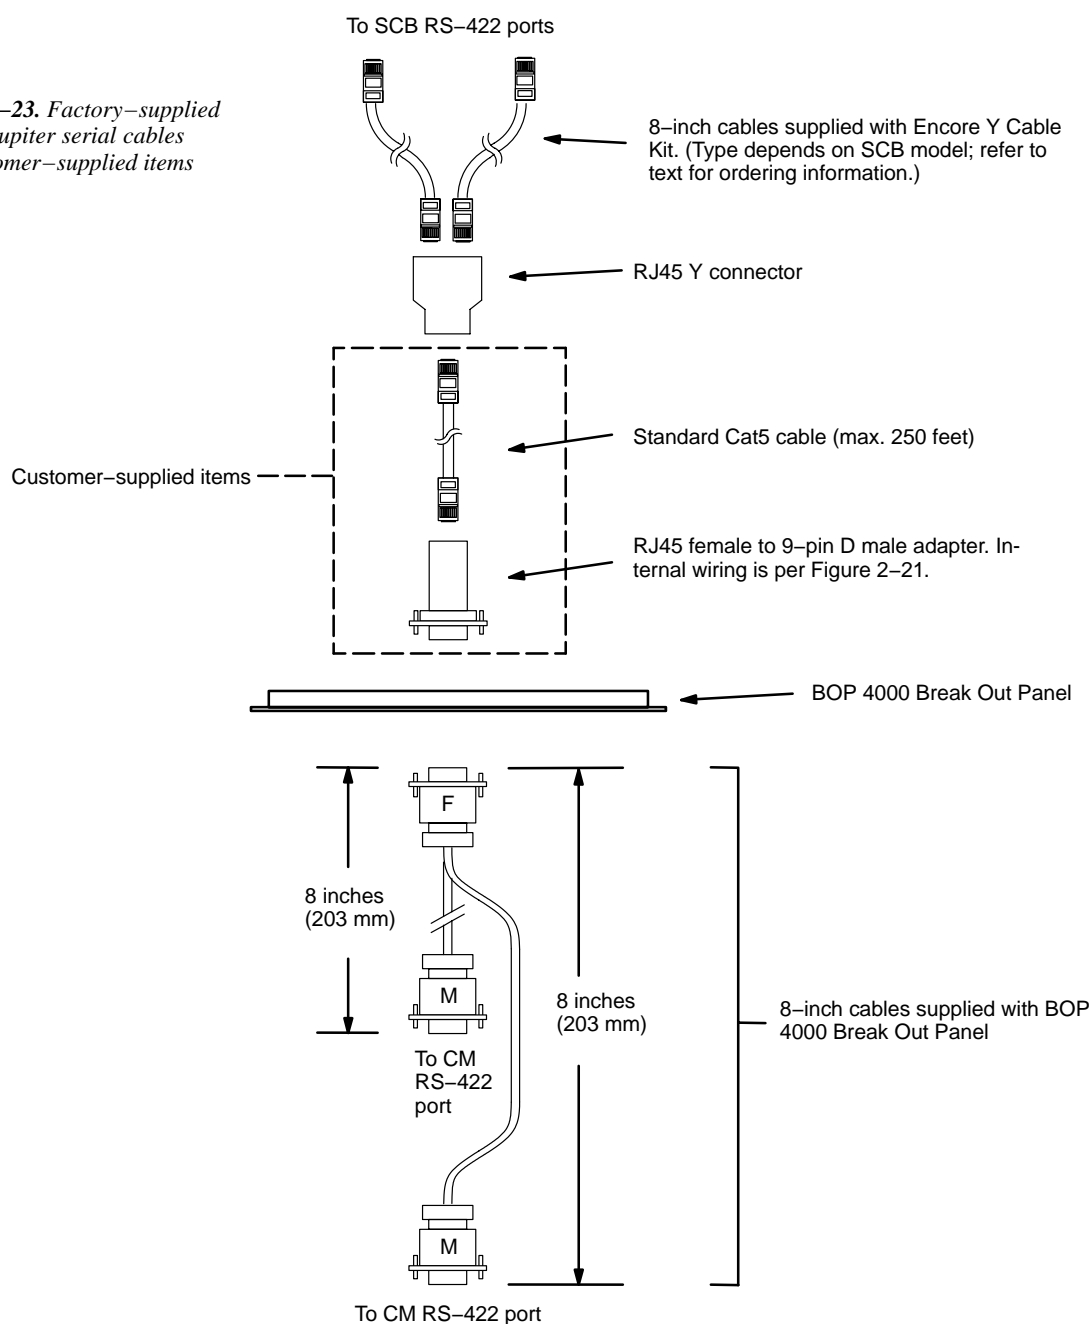 To SCB RS–422 ports
–23. Factory–supplied
upiter serial cables
omer–supplied items
8–inch cables supplied with Encore Y Cable
Kit. (Type depends on SCB model; refer to
text for ordering information.)
RJ45 Y connector
Standard Cat5 cable (max. 250 feet)
Customer–supplied items
RJ45 female to 9–pin D male adapter. In-
ternal wiring is per Figure 2–21.
BOP 4000 Break Out Panel
F
8 inches
(203 mm)
M
8 inches
(203 mm)
8–inch cables supplied with BOP
4000 Break Out Panel
To CM
RS–422
port
M
To CM RS–422 port